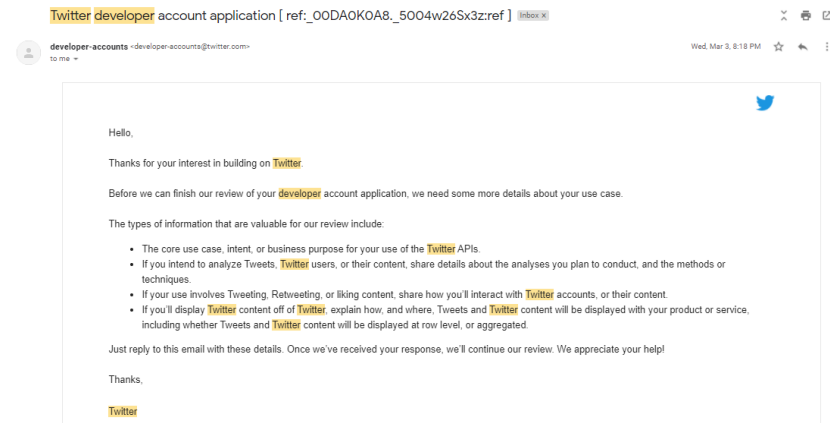 Twitter developer account application [ ref:_00DA0K0A8._5004w26Sx3z:ref ] Inbox x
developer-accounts <developer-accounts@twitter.com>
Wed, Mar 3, 8:18 PM
to me
Hello,
Thanks for your interest in building on Twitter.
Before we can finish our review of your developer account application, we need some more details about your use case.
The types of information that are valuable for our review include:
• The core use case, intent, or business purpose for your use of the Twitter APIs.
• If you intend to analyze Tweets, Twitter users, or their content, share details about the analyses you plan to conduct, and the methods or
techniques.
• If your use involves Tweeting, Retweeting, or liking content, share how you'll interact with Twitter accounts, or their content.
• If you'll display Twitter content off of Twitter, explain how, and where, Tweets and Twitter content will be displayed with your product or service,
including whether Tweets and Twitter content will be displayed at row level, or aggregated.
Just reply to this email with these details. Once we've received your response, we'll continue our review. We appreciate your help!
Thanks,
Twitter